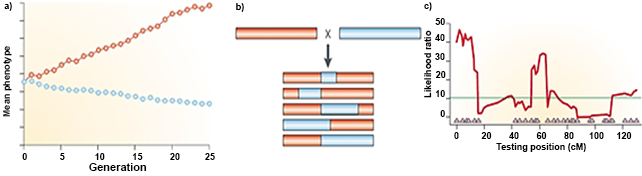 a)
Mean phenotype
0 5 10 15 20 25
Generation
b)
X
c)
Likelihood ratio
50
40
30
20
10
0
0 20 40 60 80 100 120
Testing position (cM)